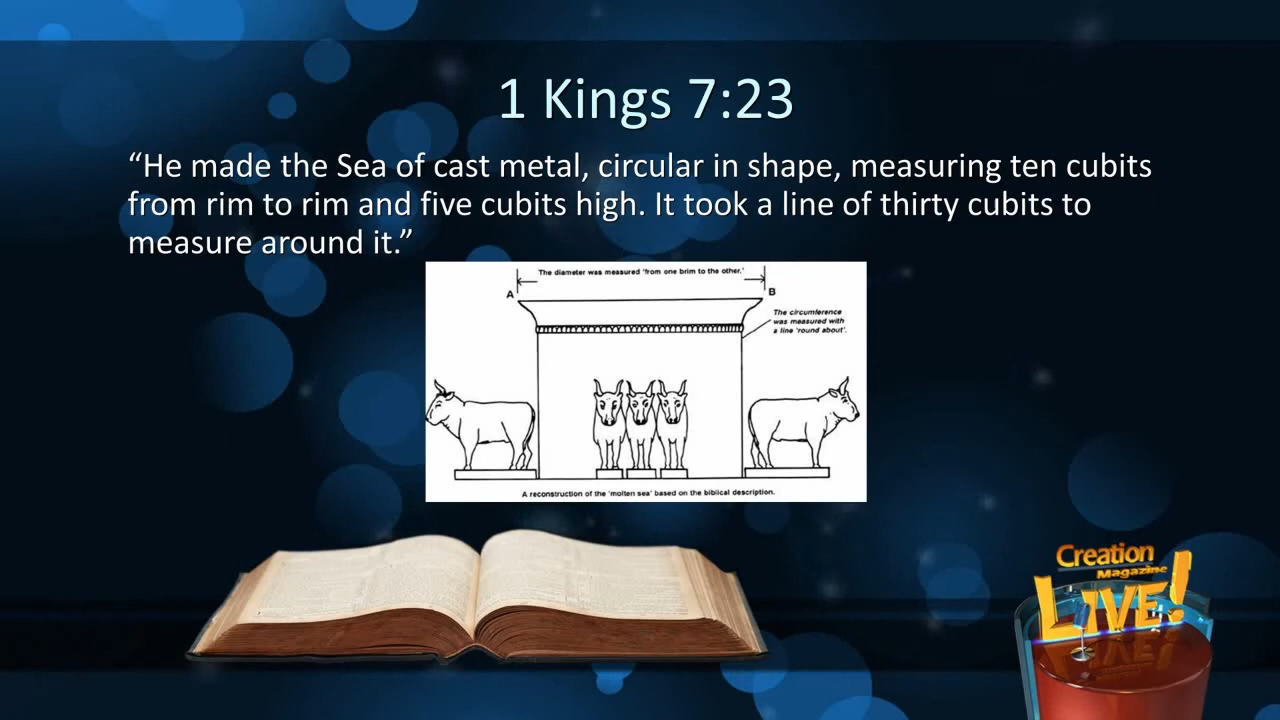 1 Kings 7:23
“He made the Sea of cast metal, circular in shape, measuring ten cubits
from rim to rim and five cubits high. It took a line of thirty cubits to
measure around it.”
The diameter was measured 'from one brim to the other.'
A
B
The circumference
was measured with
a line 'round about'.
A reconstruction of the 'molten sea' based on the biblical description.
Creation
Magazine
LIVE!